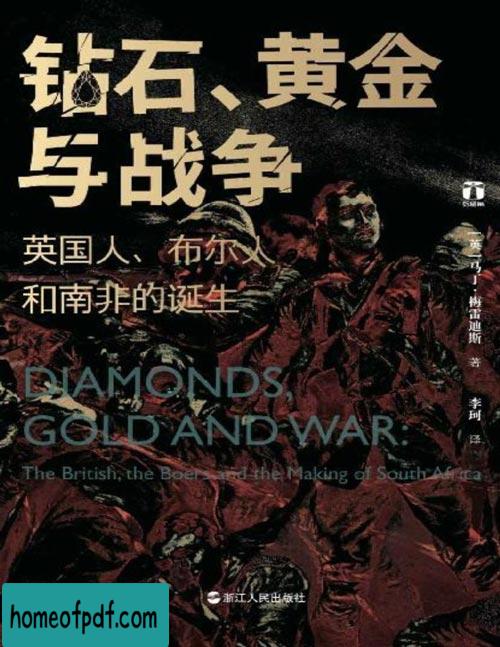 钻石、黄金
与战争
英国人、布尔人
和南非的诞生
[英]马丁·梅雷迪斯 著
李珂 译
DIAMONDS,
GOLD AND WAR:
The British, the Boers and the Making of South Africa
浙江人民出版社
homeofpdf.com